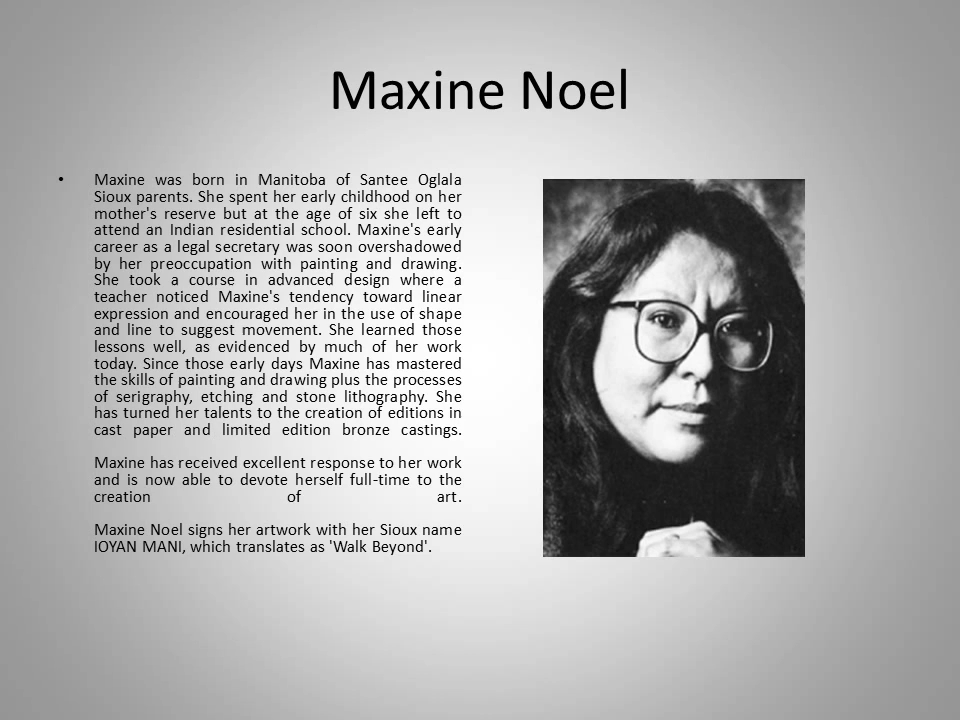 Maxine Noel
• Maxine was born in Manitoba of Santee Oglala
Sioux parents. She spent her early childhood on her
mother's reserve but at the age of six she left to
attend an Indian residential school. Maxine's early
career as a legal secretary was soon overshadowed
by her preoccupation with painting and drawing.
She took a course in advanced design where a
teacher noticed Maxine's tendency toward linear
expression and encouraged her in the use of shape
and line to suggest movement. She learned those
lessons well, as evidenced by much of her work
today. Since those early days Maxine has mastered
the skills of painting and drawing plus the processes
of serigraphy, etching and stone lithography. She
has turned her talents to the creation of editions in
cast paper and limited edition bronze castings.
Maxine has received excellent response to her work
and is now able to devote herself full-time to the
creation of art.
Maxine Noel signs her artwork with her Sioux name
IOYAN MANI, which translates as 'Walk Beyond'.